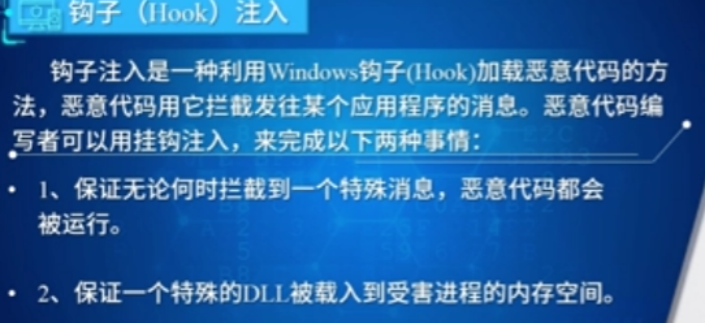 钩子（Hook）注入
钩子注入是一种利用Windows钩子(Hook)加载恶意代码的方
法，恶意代码用它拦截发往某个应用程序的消息。恶意代码编
写者可以用挂钩注入，来完成以下两种事情：
• 1、保证无论何时拦截到一个特殊消息，恶意代码都会
被运行。
• 2、保证一个特殊的DLL被载入到受害进程的内存空间。